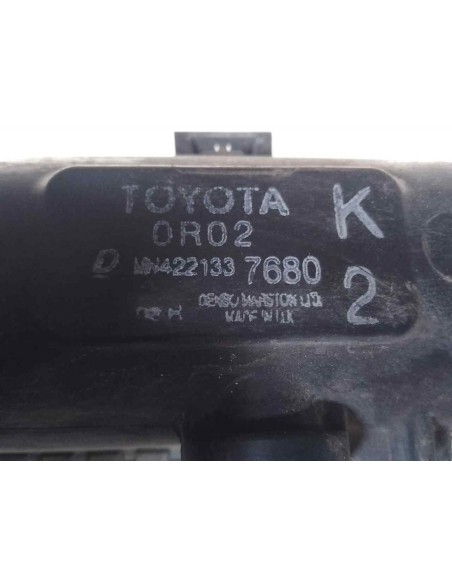 TOYOTA K
0R02
D MN422133 7680 2
DENSO MARSTON LTD.
MADE IN U.K